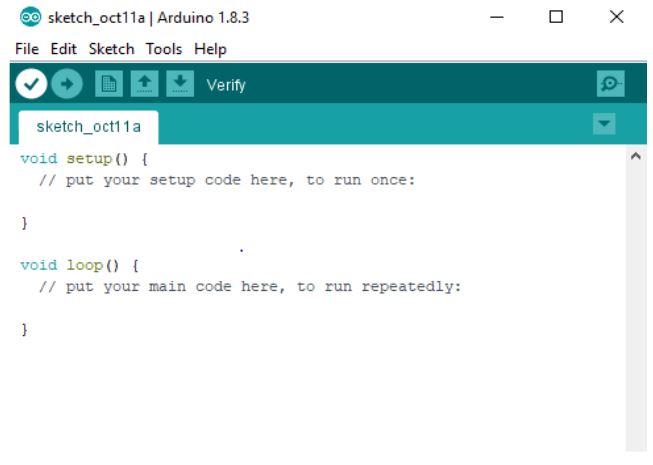 sketch_oct11a | Arduino 1.8.3
File Edit Sketch Tools Help
Verify
sketch_oct11a
void setup() {
  // put your setup code here, to run once:
}
void loop() {
  // put your main code here, to run repeatedly:
}